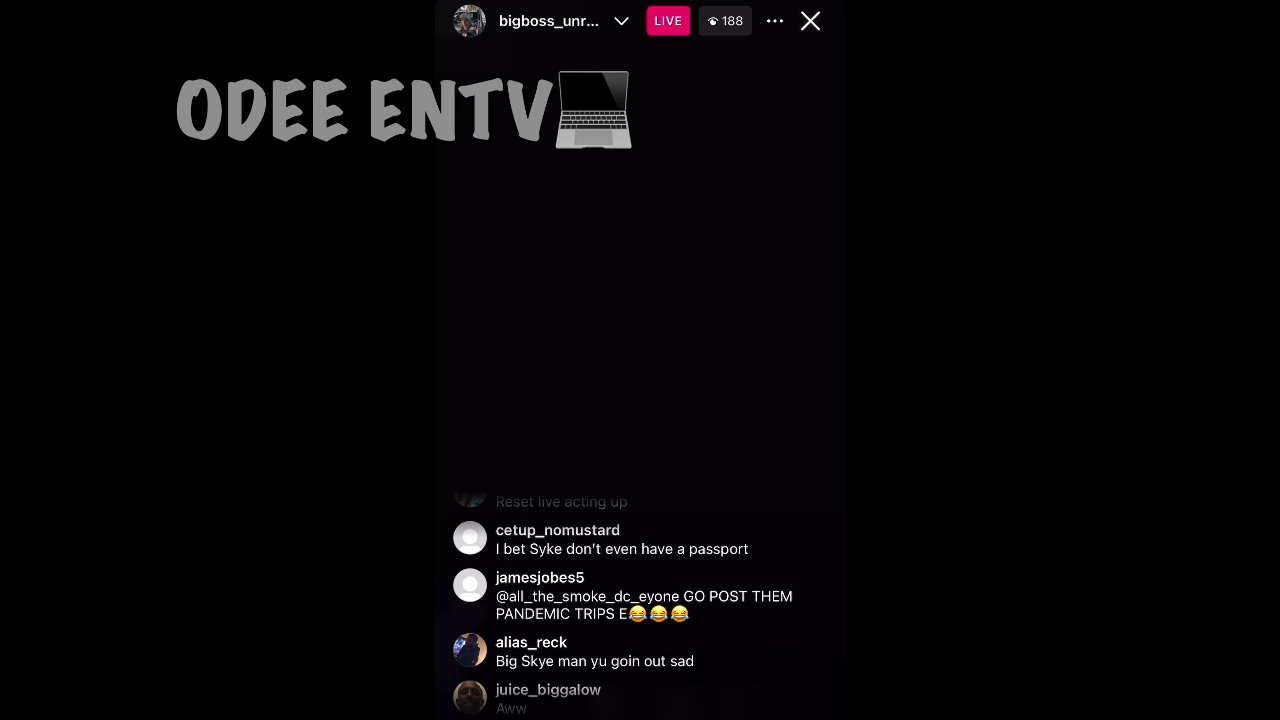 bigboss_unr...
LIVE
188
ODEE ENTV
Reset live acting up
cetup_nomustard
I bet Syke don't even have a passport
jamesjobes5
@all_the_smoke_dc_eyone GO POST THEM
PANDEMIC TRIPS E😂😂😂
alias_reck
Big Skye man yu goin out sad
juice_biggalow
Aww